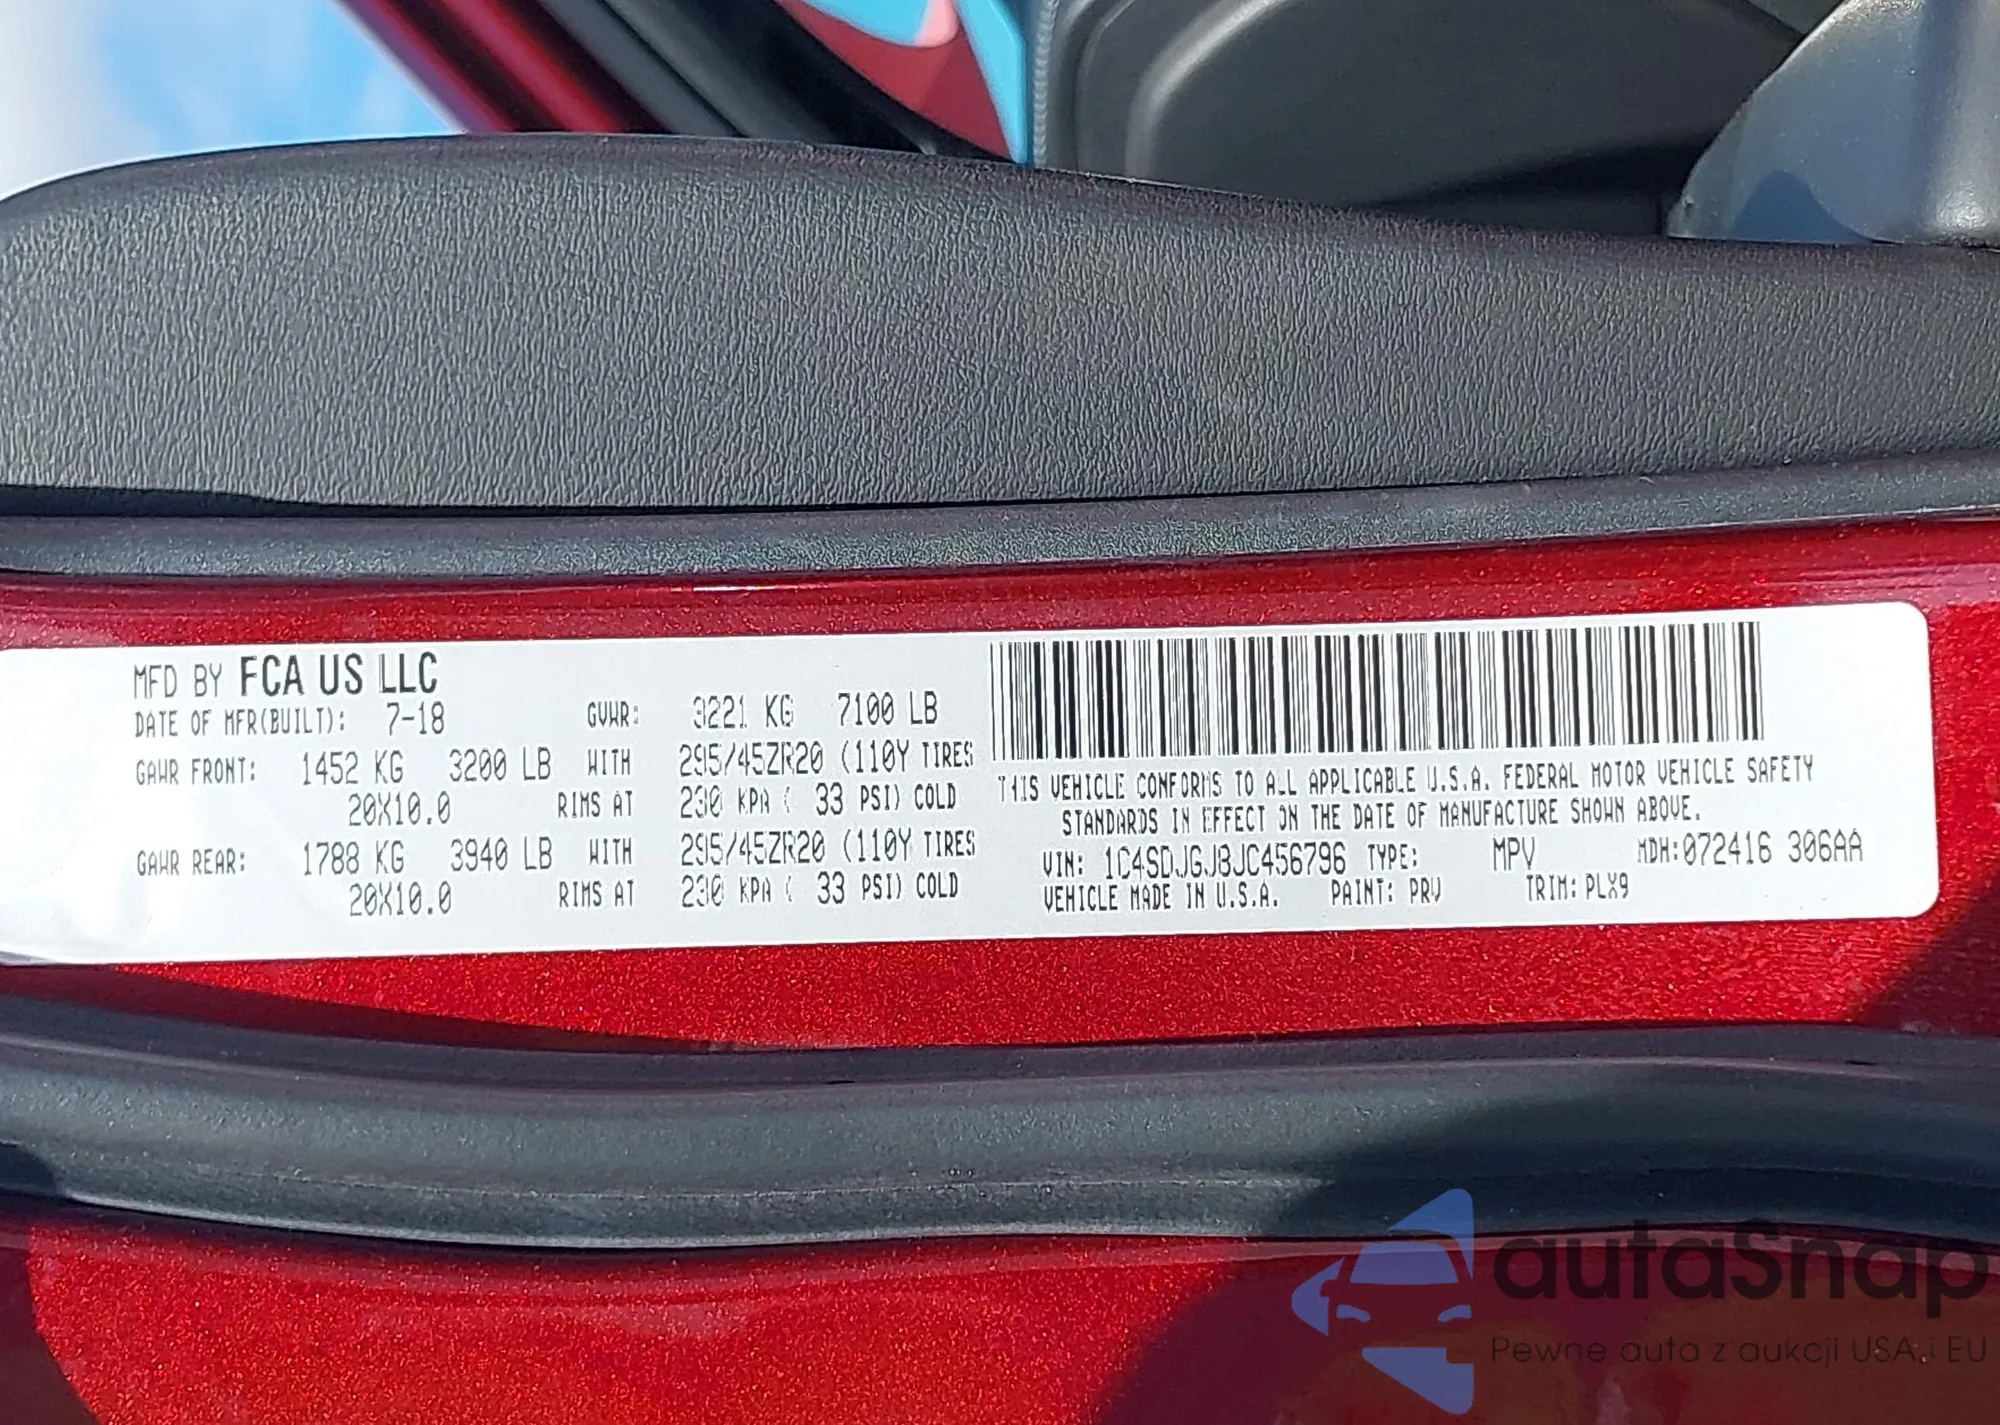 MFD BY FCA US LLC
DATE OF MFR(BUILT): 7-18 GVWR: 3221 KG 7100 LB
GAWR FRONT: 1452 KG 3200 LB WITH 295/45ZR20 (110Y TIRES
20X10.0 RIMS AT 230 KPA ( 33 PSI) COLD
GAWR REAR: 1788 KG 3940 LB WITH 295/45ZR20 (110Y TIRES
20X10.0 RIMS AT 230 KPA ( 33 PSI) COLD
THIS VEHICLE CONFORMS TO ALL APPLICABLE U.S.A. FEDERAL MOTOR VEHICLE SAFETY
STANDARDS IN EFFECT ON THE DATE OF MANUFACTURE SHOWN ABOVE.
VIN: 1C4SDJGJ8JC456796 TYPE: MPV MDH:072416 306AA
VEHICLE MADE IN U.S.A. PAINT: PRV TRIM: PLX9
autaSnap
Pewne auta z aukcji USA i EU